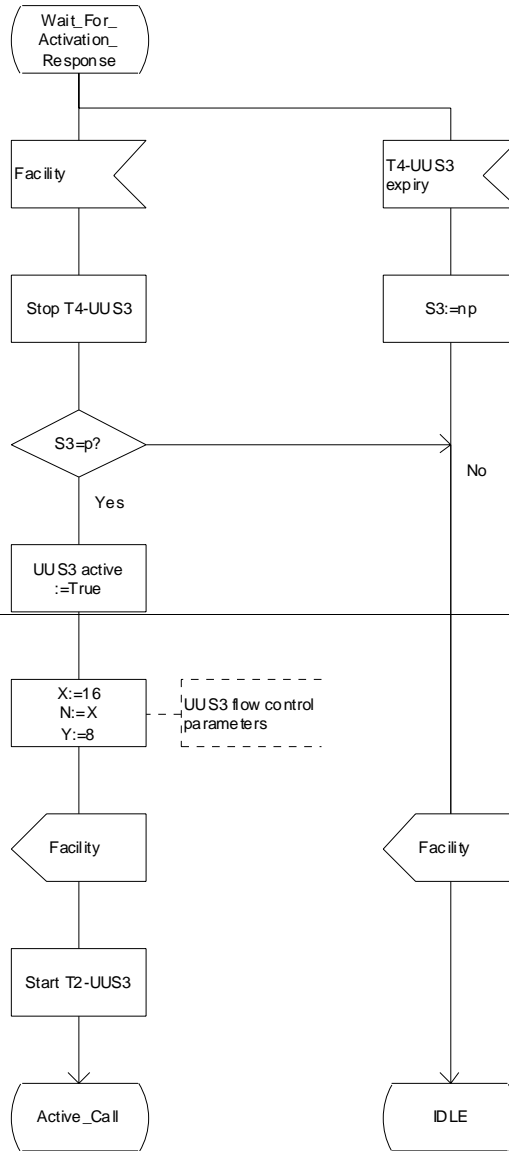 Wait_For_
Activation_
Response
Facility
T4-UUS3
expiry
Stop T4-UUS3
S3:=np
S3=p?
No
Yes
UUS3 active
:=True
X:=16
N:=X
Y:=8
UUS3 flow control
parameters
Facility
Facility
Start T2-UUS3
Active_Call
IDLE